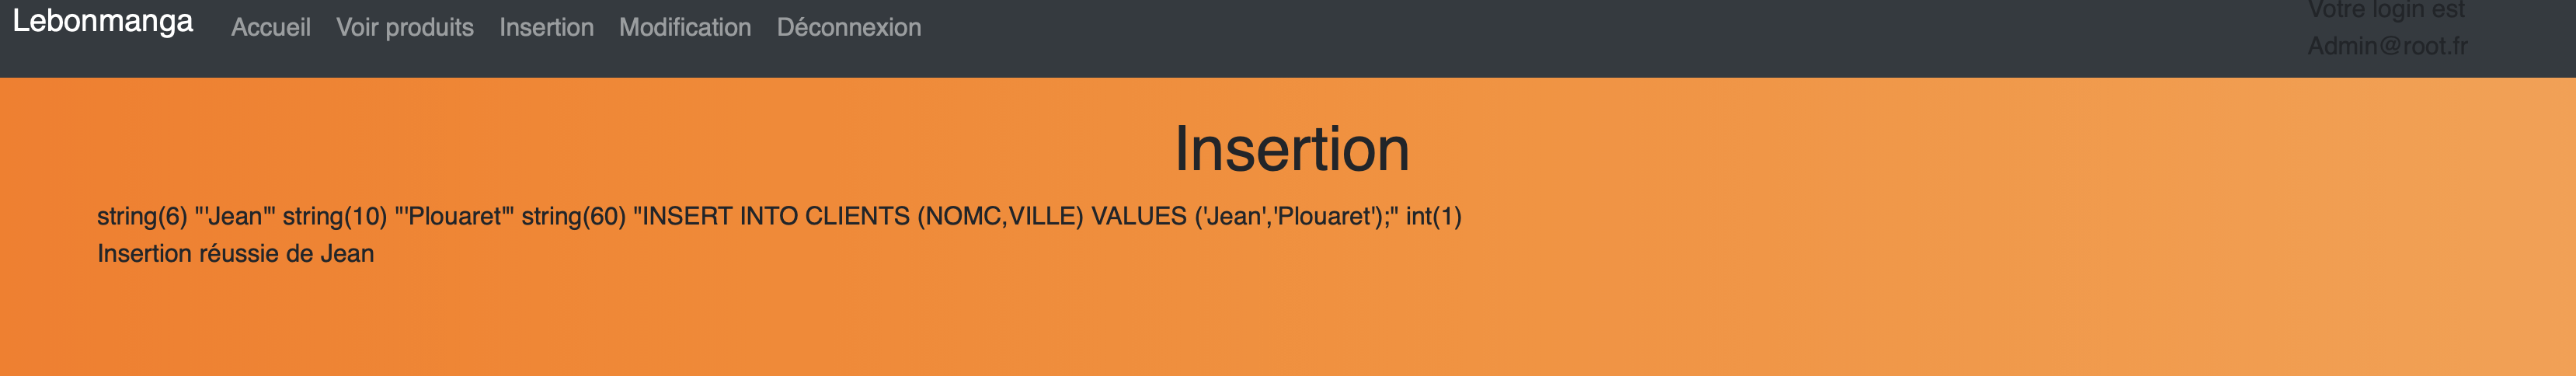 Lebonmanga Accueil Voir produits Insertion Modification Déconnexion
Votre login est
Admin@root.fr
Insertion
string(6) "'Jean'" string(10) "'Plouaret'" string(60) "INSERT INTO CLIENTS (NOMC,VILLE) VALUES ('Jean','Plouaret');" int(1)
Insertion réussie de Jean